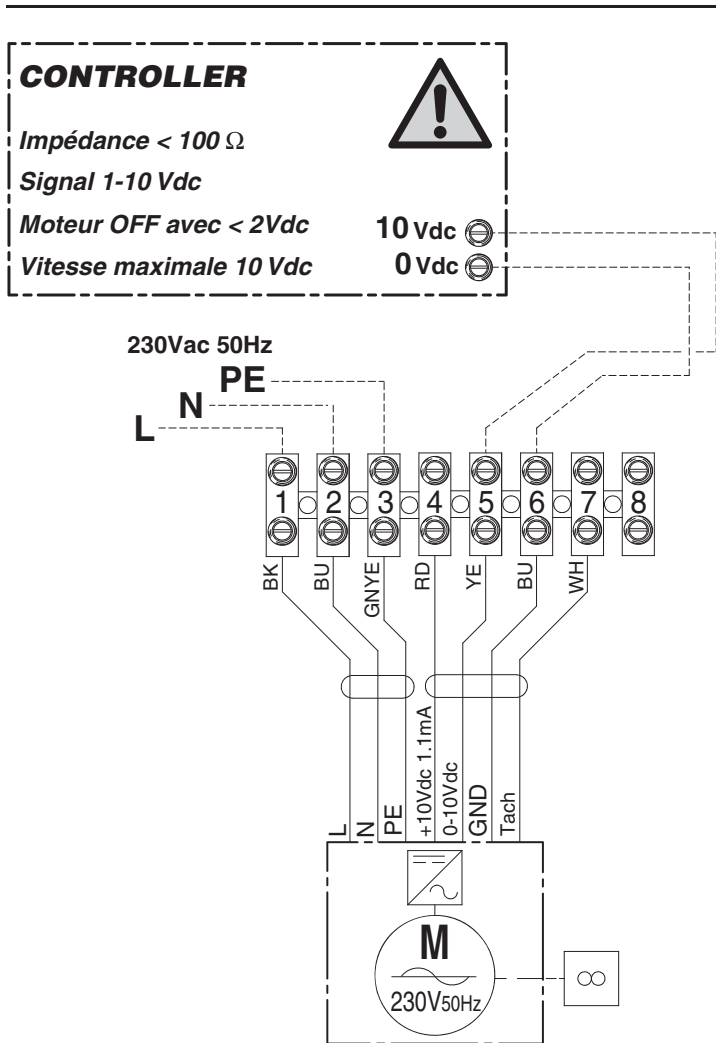 CONTROLLER
Impédance < 100 Ω
Signal 1-10 Vdc
Moteur OFF avec < 2Vdc
10 Vdc
Vitesse maximale 10 Vdc
0 Vdc
230Vac 50Hz
PE
N
L
1 2 3 4 5 6 7 8
BK BU GNYE RD YE BU WH
L N PE +10Vdc 1.1mA 0-10Vdc GND Tach
M
230V50Hz